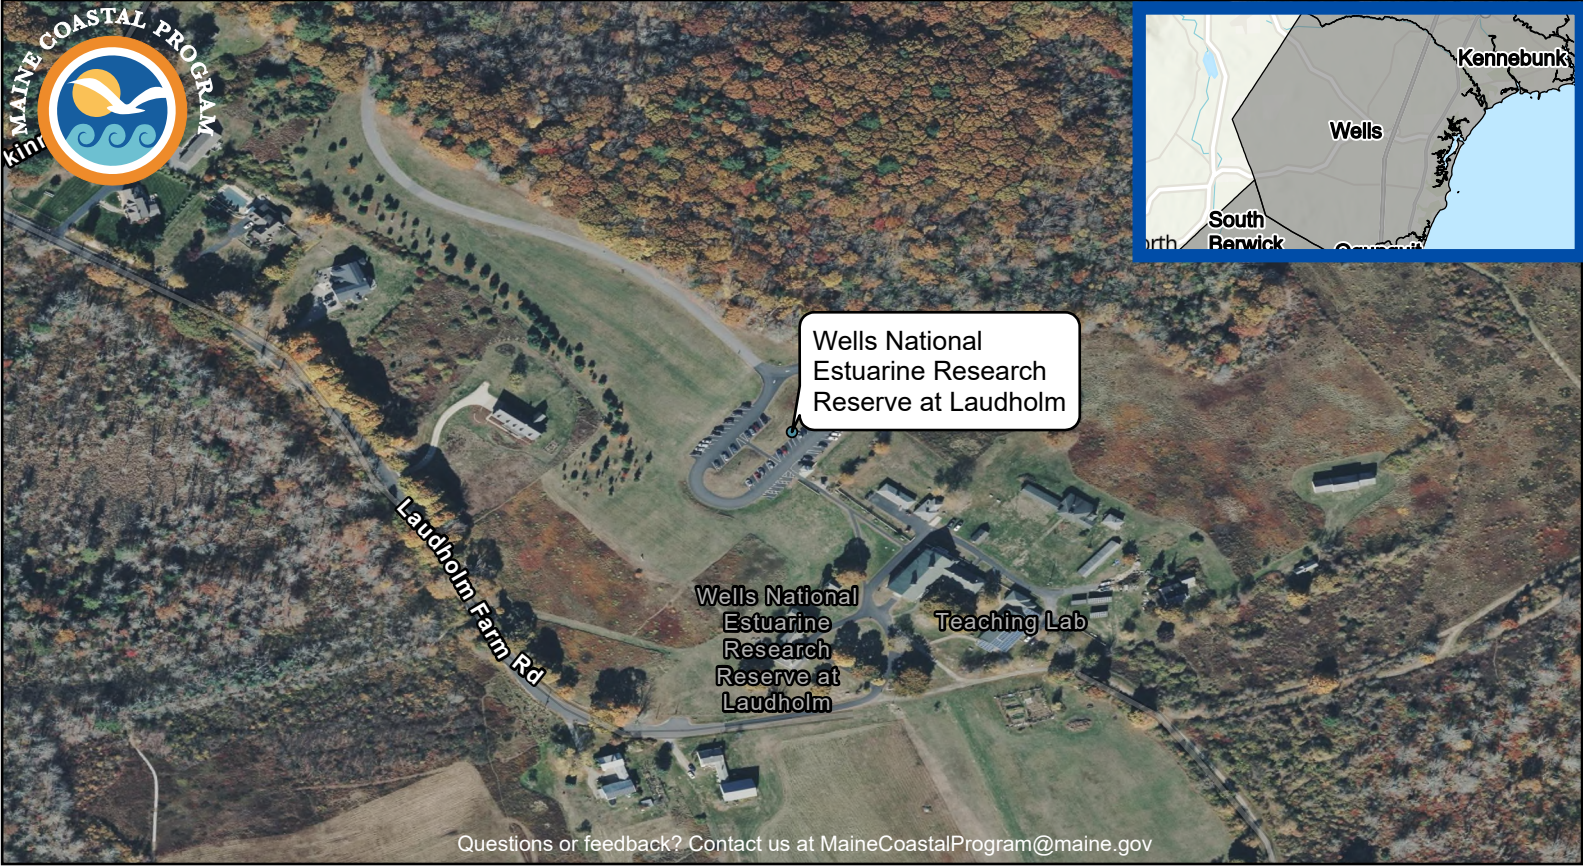 MAINE COASTAL PROGRAM
Kennebunk
Wells
South
Berwick
Wells National
Estuarine Research
Reserve at Laudholm
Laudholm Farm Rd
Wells National
Estuarine
Research
Reserve at
Laudholm
Teaching Lab
Questions or feedback? Contact us at MaineCoastalProgram@maine.gov